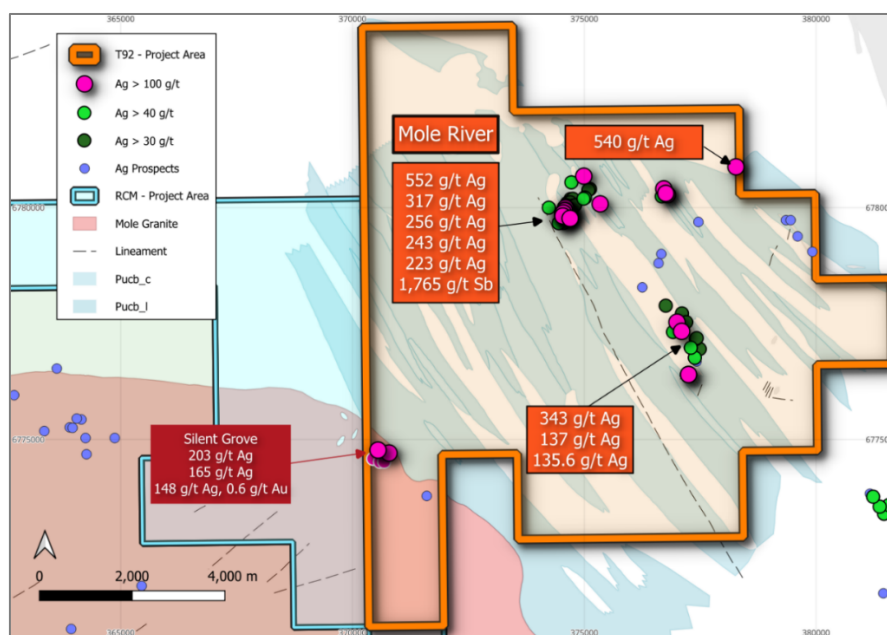 365000
370000
375000
380000
T92 - Project Area
Ag > 100 g/t
Ag > 40 g/t
Ag > 30 g/t
Ag Prospects
RCM - Project Area
Mole Granite
Lineament
Pucb_c
Pucb_l
Mole River
552 g/t Ag
317 g/t Ag
256 g/t Ag
243 g/t Ag
223 g/t Ag
1,765 g/t Sb
540 g/t Ag
6780000
6780000
343 g/t Ag
137 g/t Ag
135.6 g/t Ag
Silent Grove
203 g/t Ag
165 g/t Ag
148 g/t Ag, 0.6 g/t Au
6775000
6775000
0
2,000
4,000 m
365000
370000
375000
380000